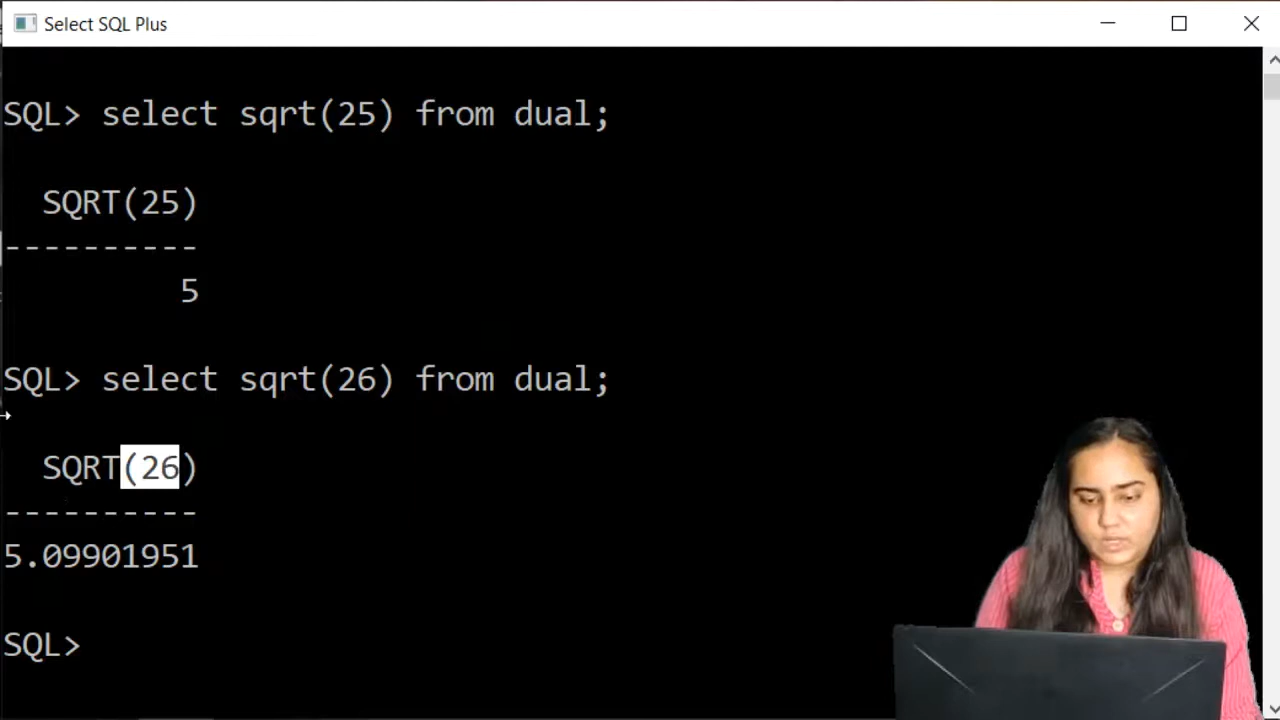 Select SQL Plus
SQL> select sqrt(25) from dual;
SQRT(25)
----------
5
SQL> select sqrt(26) from dual;
SQRT(26)
----------
5.09901951
SQL>